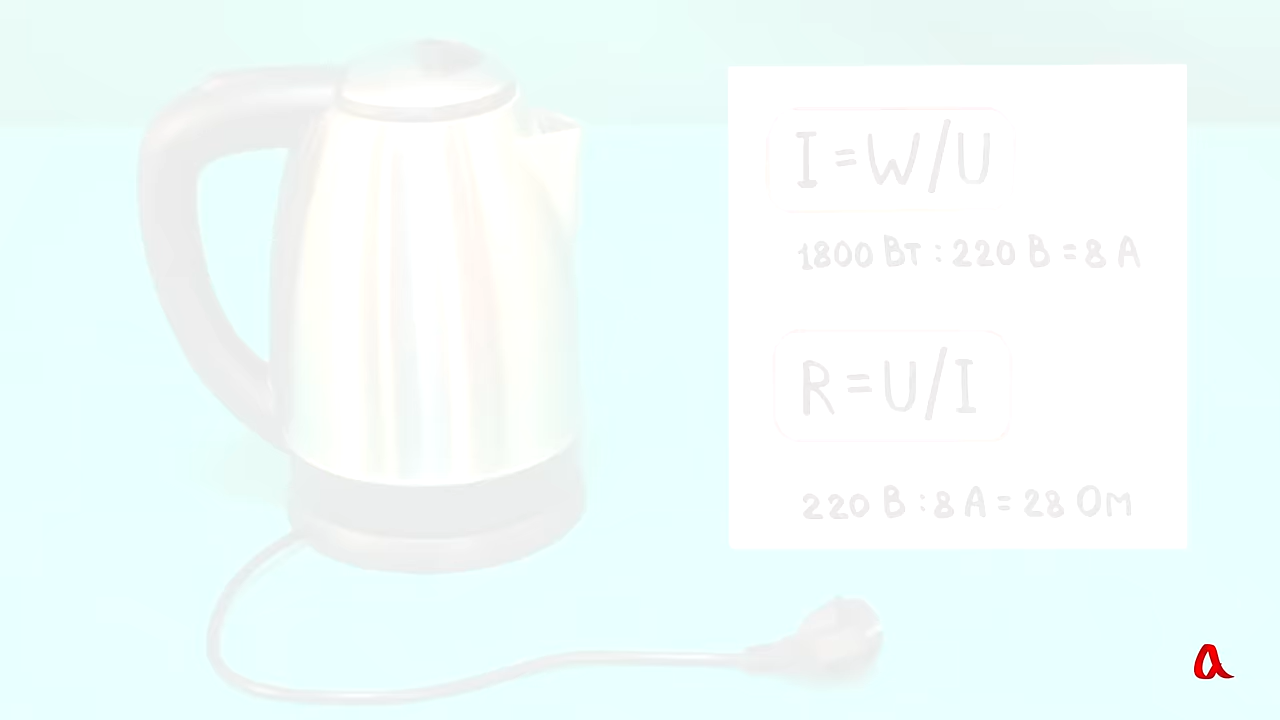 I = W/U
1800 Вт : 220 В = 8 А
R = U/I
220 В : 8 А = 28 Ом
a